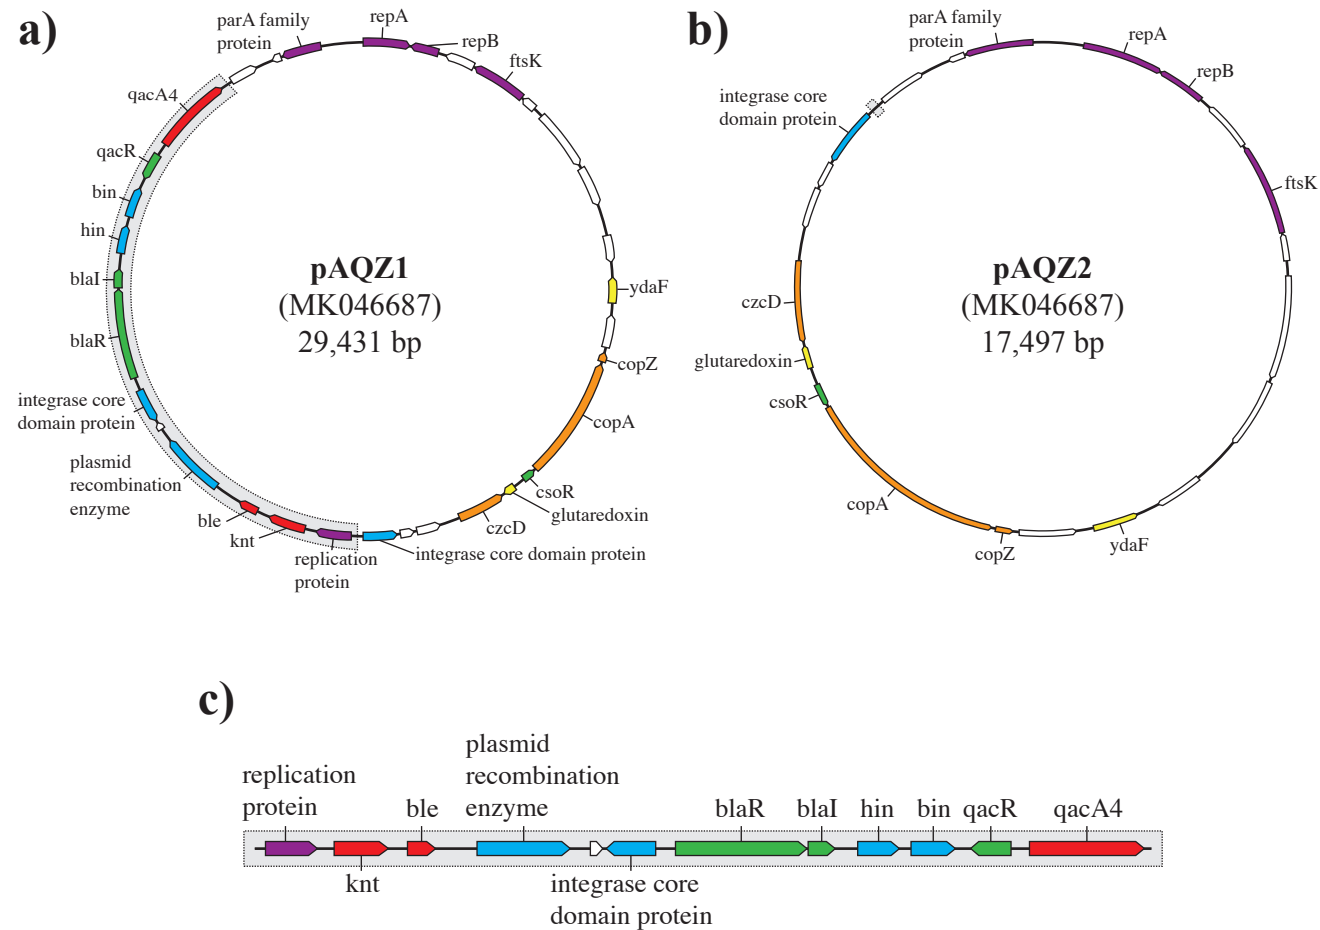 a)
parA family
protein
repA
repB
ftsK
qacA4
qacR
bin
hin
blaI
blaR
integrase core
domain protein
plasmid
recombination
enzyme
ble
knt
replication
protein
integrase core domain protein
czcD
glutaredoxin
csoR
copA
copZ
ydaF
pAQZ1
(MK046687)
29,431 bp
b)
parA family
protein
repA
repB
ftsK
integrase core
domain protein
czcD
glutaredoxin
csoR
copA
copZ
ydaF
pAQZ2
(MK046687)
17,497 bp
c)
replication
protein
knt
ble
plasmid
recombination
enzyme
integrase core
domain protein
blaR
blaI
hin
bin
qacR
qacA4